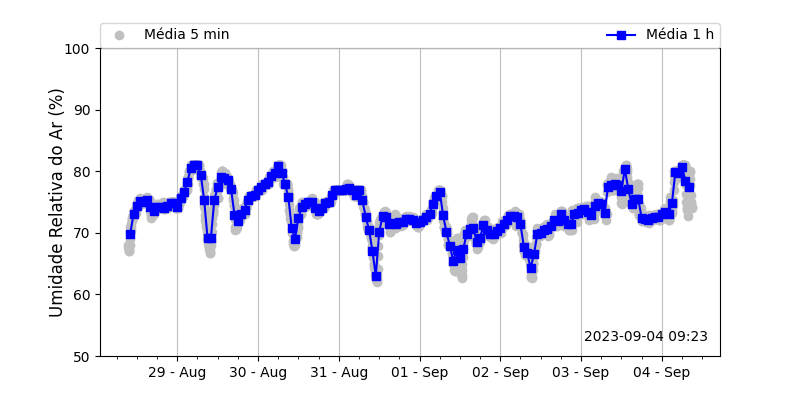 Média 5 min
Média 1 h
Umidade Relativa do Ar (%)
100
90
80
70
60
50
2023-09-04 09:23
29 - Aug
30 - Aug
31 - Aug
01 - Sep
02 - Sep
03 - Sep
04 - Sep